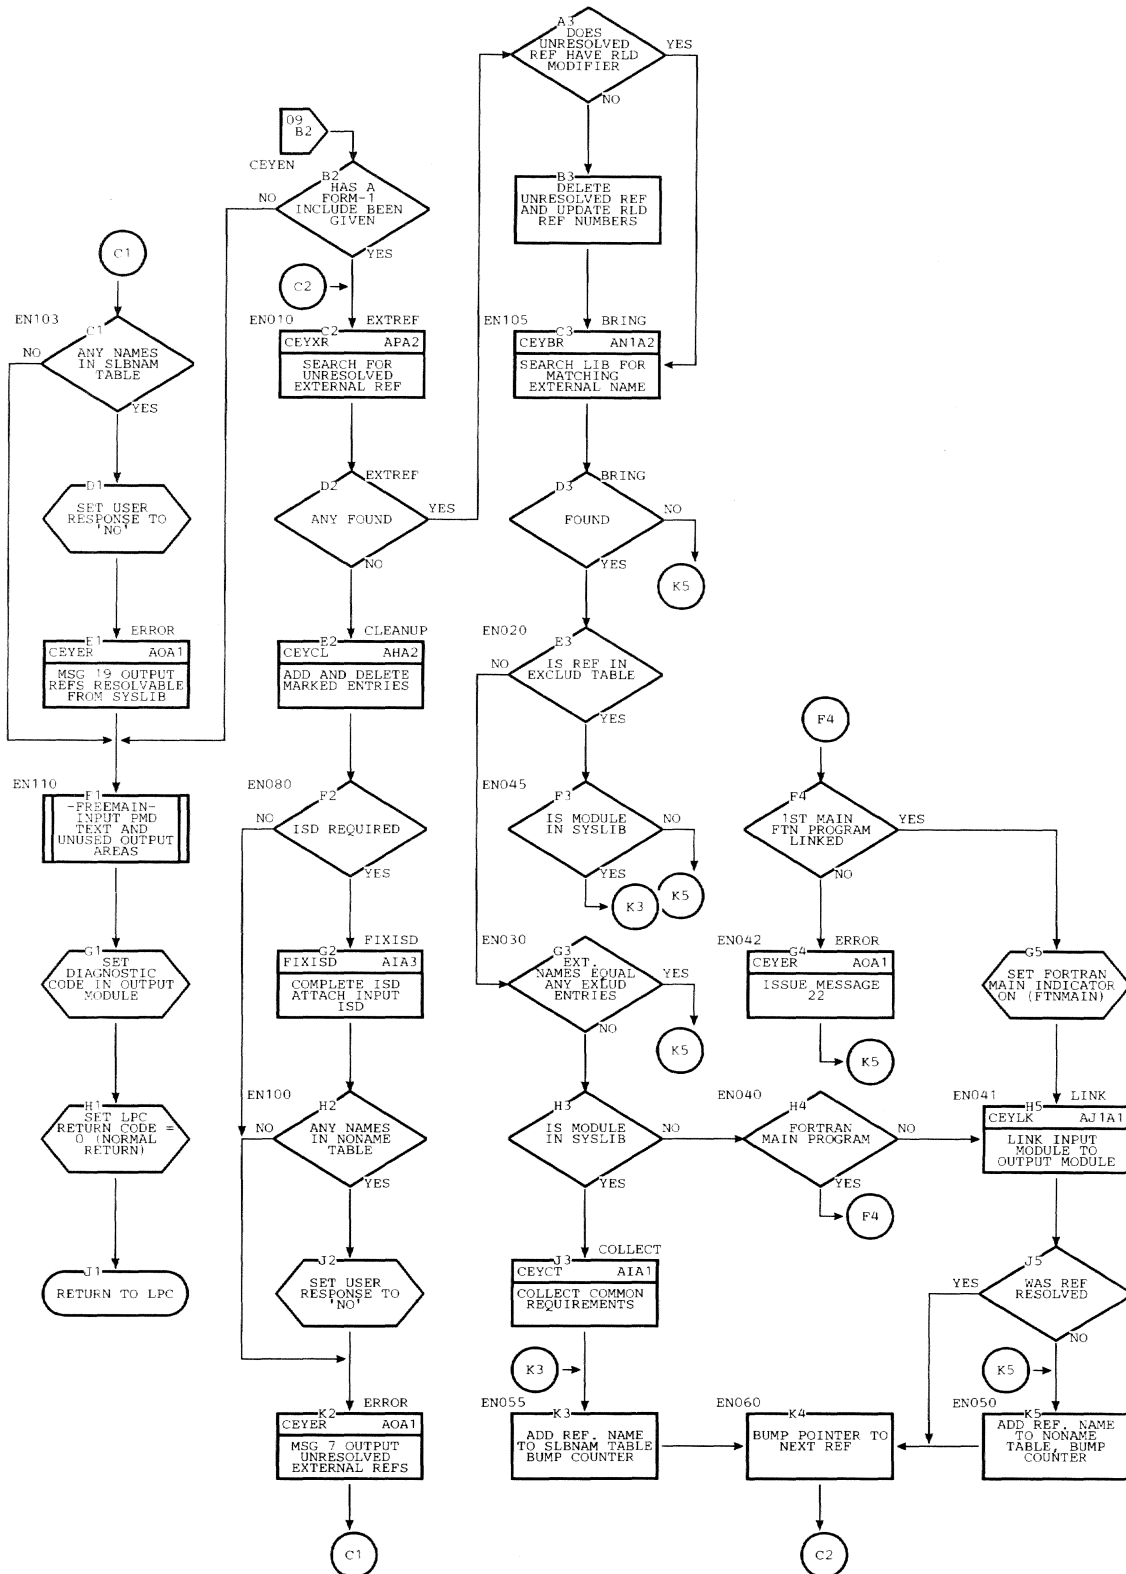 A3
DOES
UNRESOLVED
REF HAVE RLD
MODIFIER
YES
NO
09
B2
CEYEN
B2
HAS A
FORM-1
INCLUDE BEEN
GIVEN
NO
YES
B3
DELETE
UNRESOLVED REF
AND UPDATE RLD
REF NUMBERS
C1
C2
EN103
C1
ANY NAMES
IN SLBNAM
TABLE
NO
YES
EN010
EXTREF
C2
CEYXR
APA2
SEARCH FOR
UNRESOLVED
EXTERNAL REF
EN105
BRING
C3
CEYBR
AN1A2
SEARCH LIB FOR
MATCHING
EXTERNAL NAME
D1
SET USER
RESPONSE TO
'NO'
EXTREF
D2
ANY FOUND
YES
NO
BRING
D3
FOUND
NO
YES
K5
ERROR
E1
CEYER
AOA1
MSG 19 OUTPUT
REFS RESOLVABLE
FROM SYSLIB
CLEANUP
E2
CEYCL
AHA2
ADD AND DELETE
MARKED ENTRIES
EN020
E3
IS REF IN
EXCLUD TABLE
NO
YES
F4
EN110
F1
-FREEMAIN-
INPUT PMD
TEXT AND
UNUSED OUTPUT
AREAS
EN080
F2
ISD REQUIRED
NO
YES
EN045
F3
IS MODULE
IN SYSLIB
NO
YES
K3
K5
F4
1ST MAIN
FTN PROGRAM
LINKED
YES
NO
G1
SET
DIAGNOSTIC
CODE IN OUTPUT
MODULE
FIXISD
G2
FIXISD
AIA3
COMPLETE ISD
ATTACH INPUT
ISD
EN030
G3
EXT.
NAMES EQUAL
ANY EXLUD
ENTRIES
YES
NO
K5
EN042
ERROR
G4
CEYER
AOA1
ISSUE MESSAGE
22
K5
G5
SET FORTRAN
MAIN INDICATOR
ON (FTNMAIN)
H1
SET LPC
RETURN CODE =
0 (NORMAL
RETURN)
EN100
H2
ANY NAMES
IN NONAME
TABLE
NO
YES
H3
IS MODULE
IN SYSLIB
NO
YES
EN040
H4
FORTRAN
MAIN PROGRAM
NO
YES
F4
EN041
LINK
H5
CEYLK
AJ1A1
LINK INPUT
MODULE TO
OUTPUT MODULE
J1
RETURN TO LPC
J2
SET USER
RESPONSE TO
'NO'
COLLECT
J3
CEYCT
AIA1
COLLECT COMMON
REQUIREMENTS
J5
WAS REF
RESOLVED
YES
NO
K3
K5
ERROR
K2
CEYER
AOA1
MSG 7 OUTPUT
UNRESOLVED
EXTERNAL REFS
EN055
K3
ADD REF. NAME
TO SLBNAM TABLE
BUMP COUNTER
EN060
K4
BUMP POINTER TO
NEXT REF
EN050
K5
ADD REF. NAME
TO NONAME
TABLE, BUMP
COUNTER
C1
C2